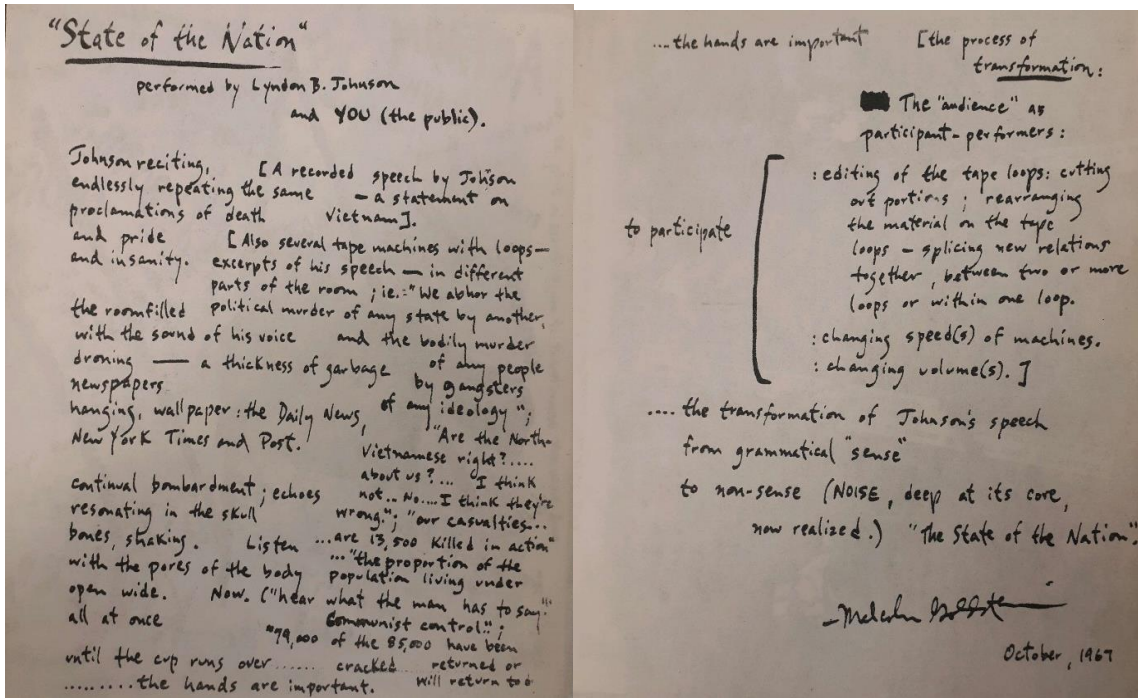 "State of the Nation"
performed by Lyndon B. Johnson
and YOU (the public).
Johnson reciting,
endlessly repeating the same
proclamations of death
and pride
and insanity.
the room filled
with the sound of his voice
droning — a thickness of garbage
newspapers
hanging, wallpaper: the Daily News,
New York Times and Post.
continual bombardment; echoes
resonating in the skull
bones, shaking. Listen
with the pores of the body
open wide. Now. ("hear what the man has to say."
all at once
until the cup runs over ...... cracked ......
......... the hands are important.
[A recorded speech by Johnson
— a statement on
Vietnam].
[Also several tape machines with loops —
excerpts of his speech — in different
parts of the room; ie.: "We abhor the
political murder of any state by another,
and the bodily murder
of any people
by gangsters
of any ideology";
"Are the North-
Vietnamese right?....
about us?... I think
not.. No.... I think they're
wrong."; "our casualties...
...are 13,500 killed in action"
..."the proportion of the
population living under
Communist control.";
"79,000 of the 85,000 have been
returned or
will return to
....the hands are important
[the process of
transformation:
The "audience" as
participant-performers:
to participate
: editing of the tape loops: cutting
out portions; rearranging
the material on the tape
loops — splicing new relations
together, between two or more
loops or within one loop.
: changing speed(s) of machines.
: changing volume(s). ]
.... the transformation of Johnson's speech
from grammatical "sense"
to non-sense (NOISE, deep at its core,
now realized.) "The State of the Nation".
—Malcolm Goldstein
October, 1967